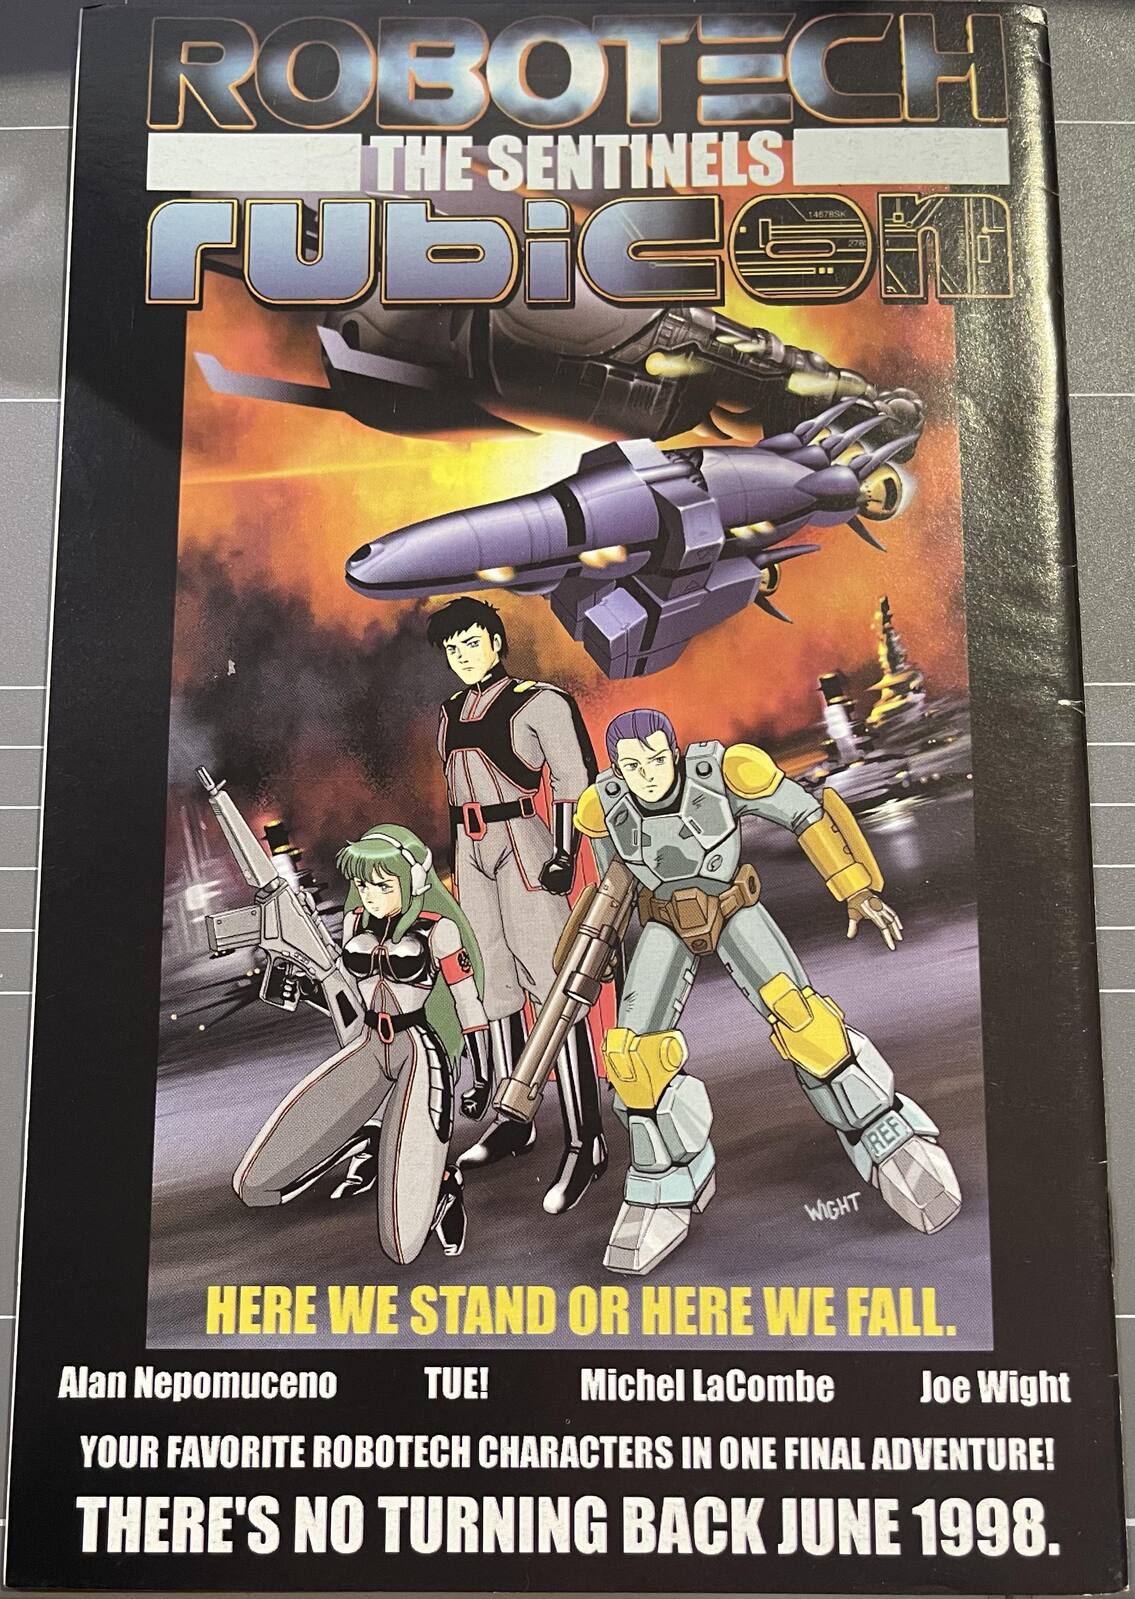 ROBOTECH
THE SENTINELS
rubicon
14678SK
HERE WE STAND OR HERE WE FALL.
REF
WIGHT
Alan Nepomuceno TUE! Michel LaCombe Joe Wight
YOUR FAVORITE ROBOTECH CHARACTERS IN ONE FINAL ADVENTURE!
THERE'S NO TURNING BACK JUNE 1998.